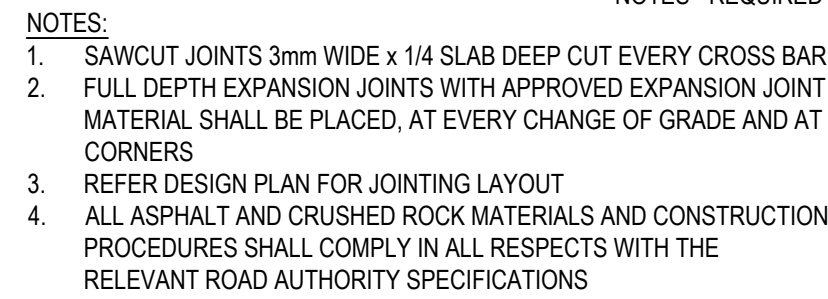 NOTES:
1. SAWCUT JOINTS 3mm WIDE x 1/4 SLAB DEEP CUT EVERY CROSS BAR
2. FULL DEPTH EXPANSION JOINTS WITH APPROVED EXPANSION JOINT
MATERIAL SHALL BE PLACED, AT EVERY CHANGE OF GRADE AND AT
CORNERS
3. REFER DESIGN PLAN FOR JOINTING LAYOUT
4. ALL ASPHALT AND CRUSHED ROCK MATERIALS AND CONSTRUCTION
PROCEDURES SHALL COMPLY IN ALL RESPECTS WITH THE
RELEVANT ROAD AUTHORITY SPECIFICATIONS